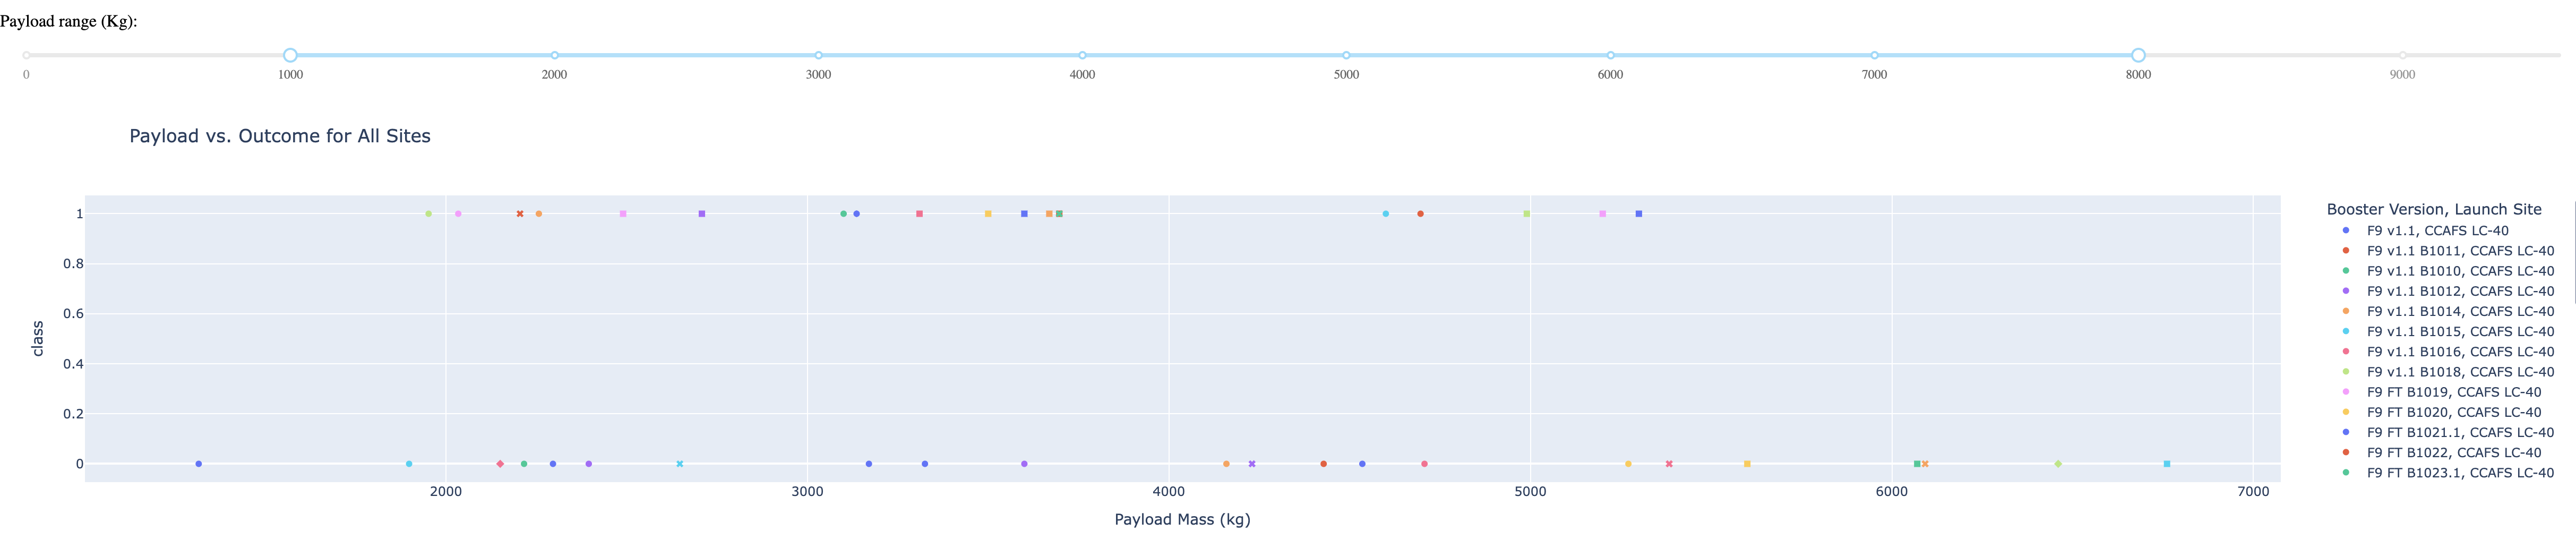 Payload range (Kg):
0 1000 2000 3000 4000 5000 6000 7000 8000 9000
Payload vs. Outcome for All Sites
1
0.8
0.6
0.4
0.2
0
class
2000 3000 4000 5000 6000 7000
Payload Mass (kg)
Booster Version, Launch Site
F9 v1.1, CCAFS LC-40
F9 v1.1 B1011, CCAFS LC-40
F9 v1.1 B1010, CCAFS LC-40
F9 v1.1 B1012, CCAFS LC-40
F9 v1.1 B1014, CCAFS LC-40
F9 v1.1 B1015, CCAFS LC-40
F9 v1.1 B1016, CCAFS LC-40
F9 v1.1 B1018, CCAFS LC-40
F9 FT B1019, CCAFS LC-40
F9 FT B1020, CCAFS LC-40
F9 FT B1021.1, CCAFS LC-40
F9 FT B1022, CCAFS LC-40
F9 FT B1023.1, CCAFS LC-40